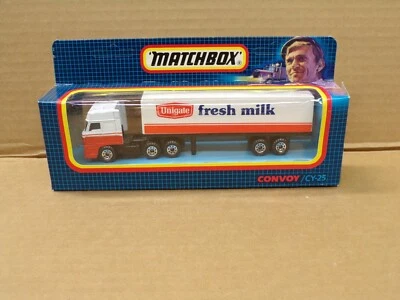 "MATCHBOX"®
Unigate
fresh milk
CONVOY/CY-25